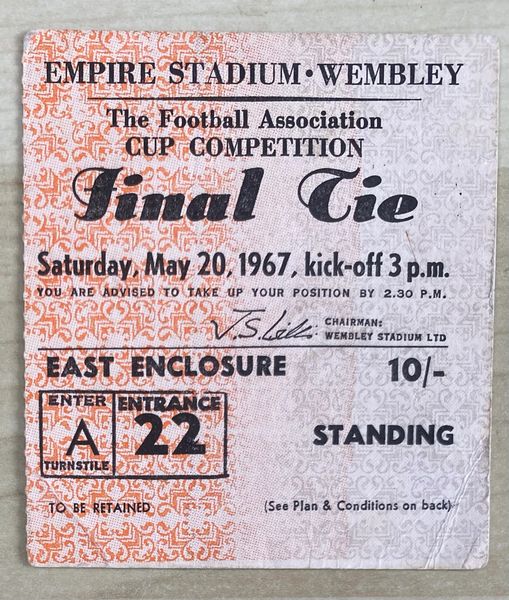 EMPIRE STADIUM • WEMBLEY
The Football Association
CUP COMPETITION
Final Tie
Saturday, May 20, 1967, kick-off 3 p.m.
YOU ARE ADVISED TO TAKE UP YOUR POSITION BY 2.30 P.M.
CHAIRMAN:
WEMBLEY STADIUM LTD
EAST ENCLOSURE 10/-
ENTER
A
TURNSTILE
ENTRANCE
22
STANDING
TO BE RETAINED
(See Plan & Conditions on back)